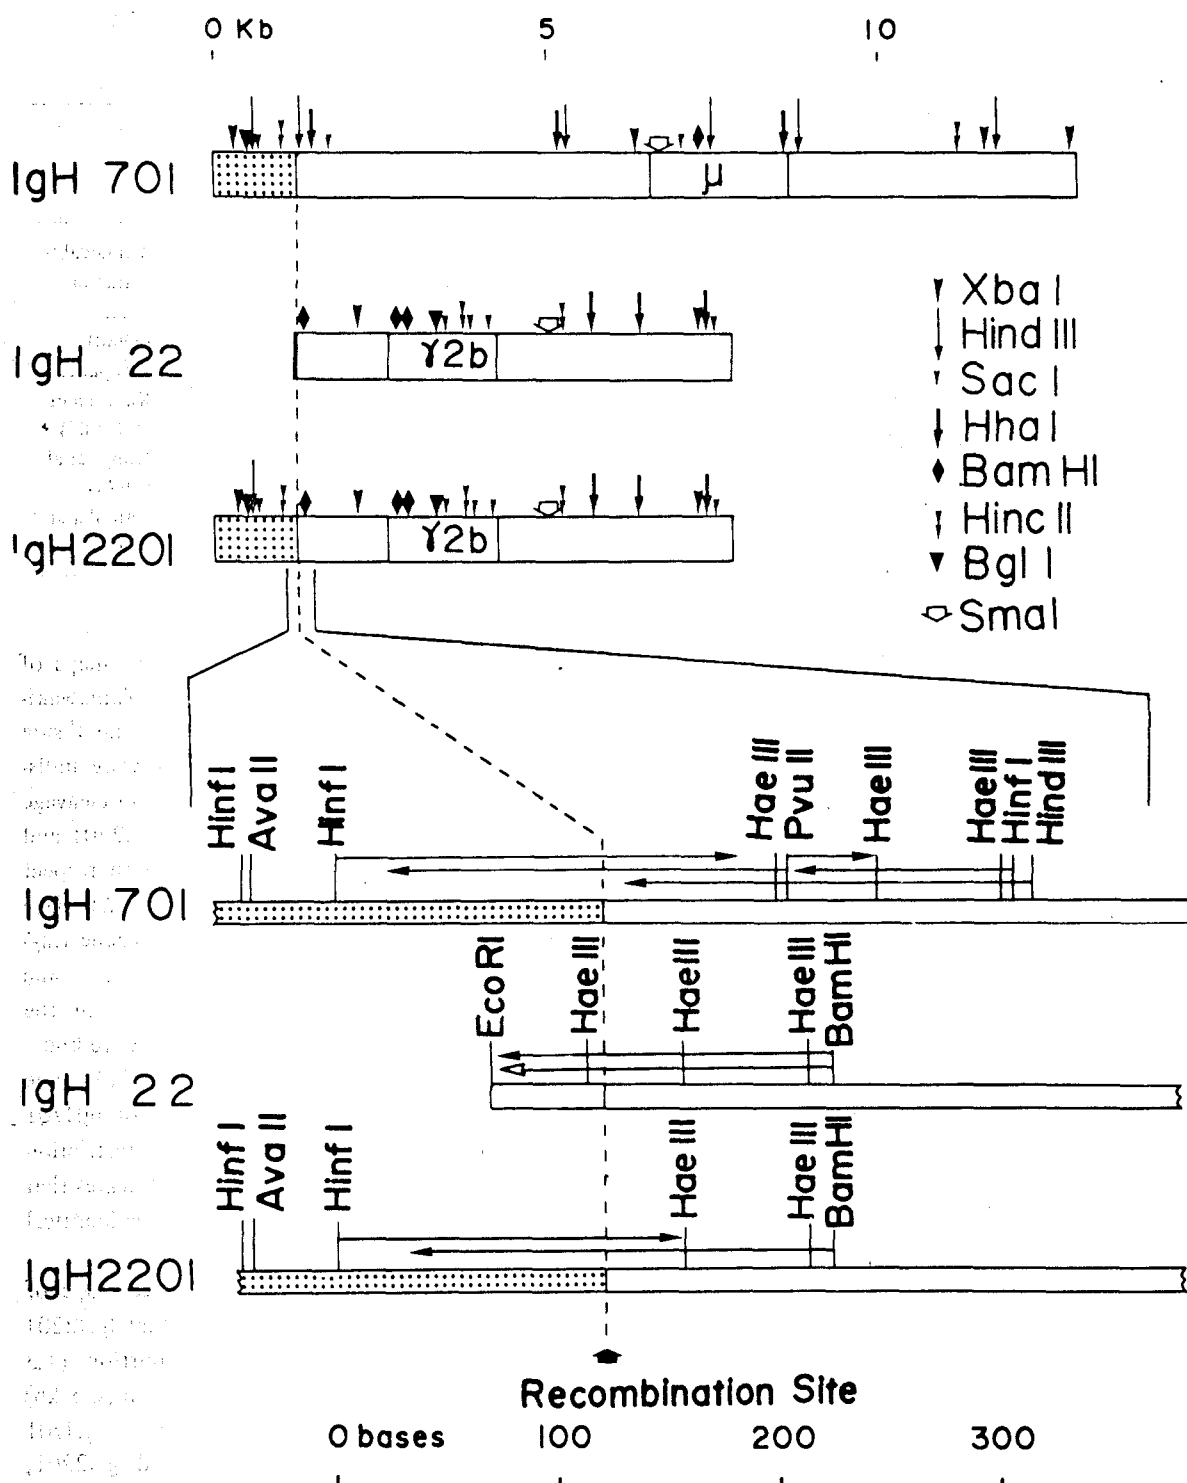 0 Kb 5 10
IgH 701
μ
IgH 22
γ2b
IgH2201
γ2b
Xba I
Hind III
Sac I
Hha I
Bam HI
Hinc II
Bgl I
SmaI
Hinf I
Ava II
Hinf I
Hae III
Pvu II
Hae III
Hae III
Hinf I
Hind III
IgH 701
Eco RI
Hae III
Hae III
Hae III
BamHI
IgH 22
Hinf I
Ava II
Hinf I
Hae III
Hae III
BamHI
IgH2201
Recombination Site
0 bases 100 200 300